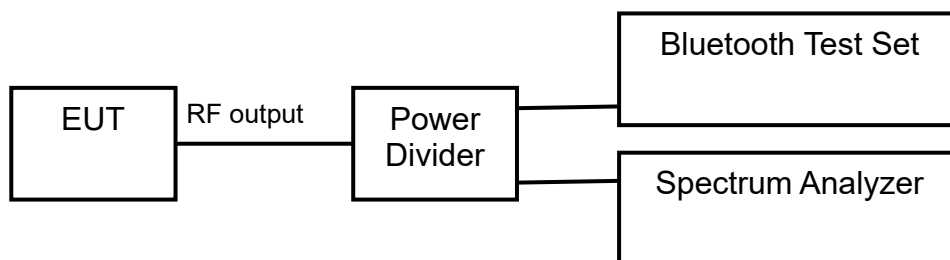 EUT
RF output
Power
Divider
Bluetooth Test Set
Spectrum Analyzer